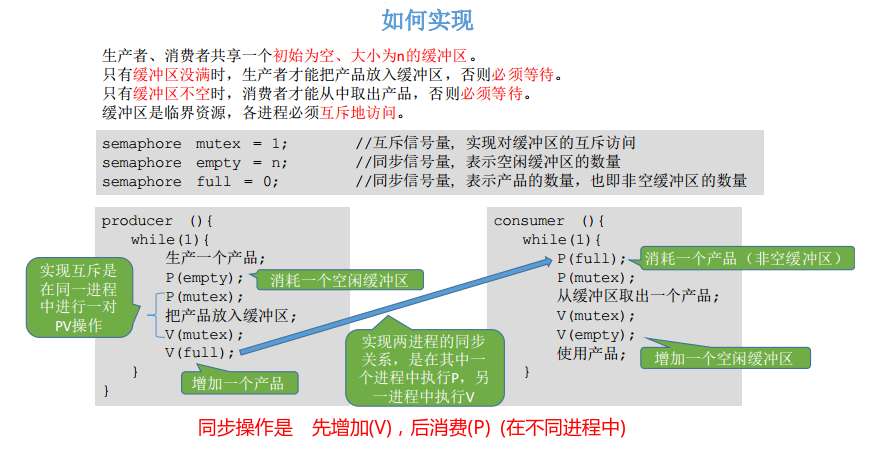 如何实现
生产者、消费者共享一个初始为空、大小为n的缓冲区。
只有缓冲区没满时，生产者才能把产品放入缓冲区，否则必须等待。
只有缓冲区不空时，消费者才能从中取出产品，否则必须等待。
缓冲区是临界资源，各进程必须互斥地访问。
semaphore mutex = 1; //互斥信号量, 实现对缓冲区的互斥访问
semaphore empty = n; //同步信号量, 表示空闲缓冲区的数量
semaphore full = 0; //同步信号量, 表示产品的数量，也即非空缓冲区的数量
producer (){
while(1){
生产一个产品;
P(empty);
P(mutex);
把产品放入缓冲区;
V(mutex);
V(full);
}
}
实现互斥是
在同一进程
中进行一对
PV操作
消耗一个空闲缓冲区
增加一个产品
实现两进程的同步
关系，是在其中一
个进程中执行P，另
一进程中执行V
consumer (){
while(1){
P(full);
P(mutex);
从缓冲区取出一个产品;
V(mutex);
V(empty);
使用产品;
}
}
消耗一个产品（非空缓冲区）
增加一个空闲缓冲区
同步操作是 先增加(V)，后消费(P) (在不同进程中)